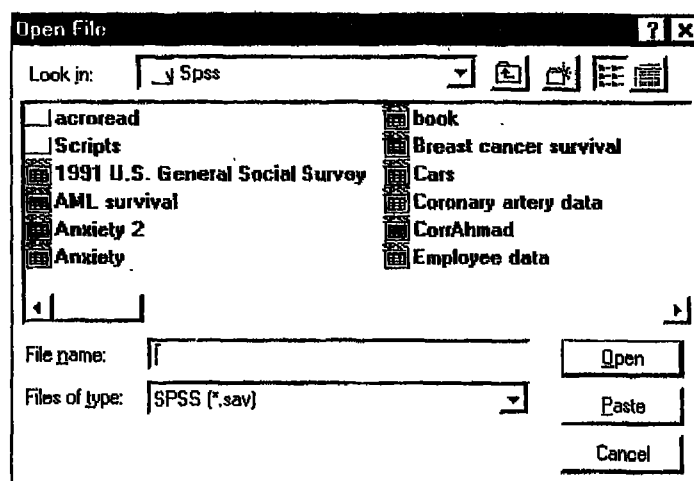 Open File
Look in: Spss
acroread
Scripts
1991 U.S. General Social Survey
AML survival
Anxiety 2
Anxiety
book
Breast cancer survival
Cars
Coronary artery data
CorrAhmad
Employee data
File name:
Open
Files of type: SPSS (*.sav)
Paste
Cancel